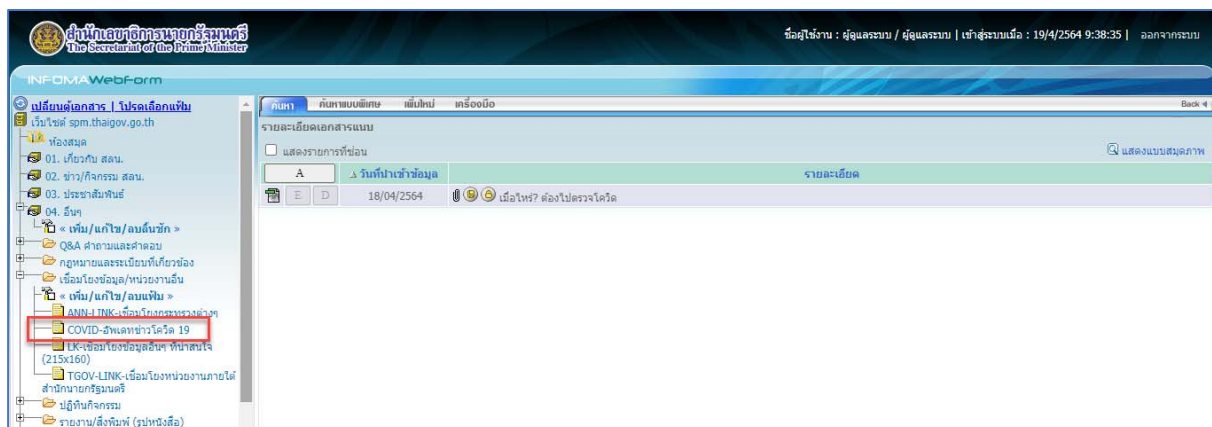 สำนักเลขาธิการนายกรัฐมนตรี
The Secretariat of the Prime Minister
ชื่อผู้ใช้งาน : ผู้ดูแลระบบ / ผู้ดูแลระบบ | เข้าสู่ระบบเมื่อ : 19/4/2564 9:38:35 | ออกจากระบบ
INFOMA WebForm
เปลี่ยนตู้เอกสาร | โปรดเลือกแฟ้ม
เว็บไซต์ spm.thaigov.go.th
ห้องสมุด
01. เกี่ยวกับ สลน.
02. ข่าว/กิจกรรม สลน.
03. ประชาสัมพันธ์
04. อื่นๆ
« เพิ่ม/แก้ไข/ลบลิ้นชัก »
Q&A คำถามและคำตอบ
กฎหมายและระเบียบที่เกี่ยวข้อง
เชื่อมโยงข้อมูล/หน่วยงานอื่น
« เพิ่ม/แก้ไข/ลบแฟ้ม »
ANN-LINK-เชื่อมโยงกระทรวงต่างๆ
COVID-อัพเดทข่าวโควิด 19
LK-เชื่อมโยงข้อมูลอื่นๆ ที่น่าสนใจ
(215x160)
TGOV-LINK-เชื่อมโยงหน่วยงานภายใต้
สำนักนายกรัฐมนตรี
ปฏิทินกิจกรรม
รายงาน/สิ่งพิมพ์ (รูปหนังสือ)
ค้นหา ค้นหาแบบพิเศษ เพิ่มใหม่ เครื่องมือ Back
รายละเอียดเอกสารแนบ
แสดงรายการที่ซ่อน แสดงแบบสมุดภาพ
A วันที่นำเข้าข้อมูล รายละเอียด
E D 18/04/2564 เมื่อไหร่? ต้องไปตรวจโควิด